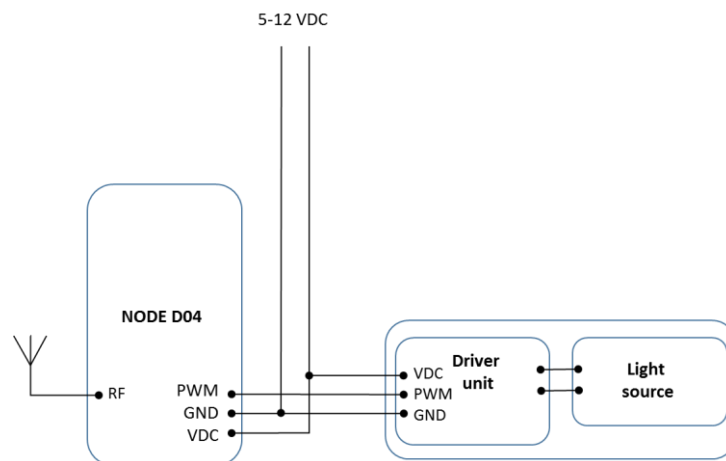 5-12 VDC
NODE D04
RF
PWM
GND
VDC
Driver
unit
VDC
PWM
GND
Light
source